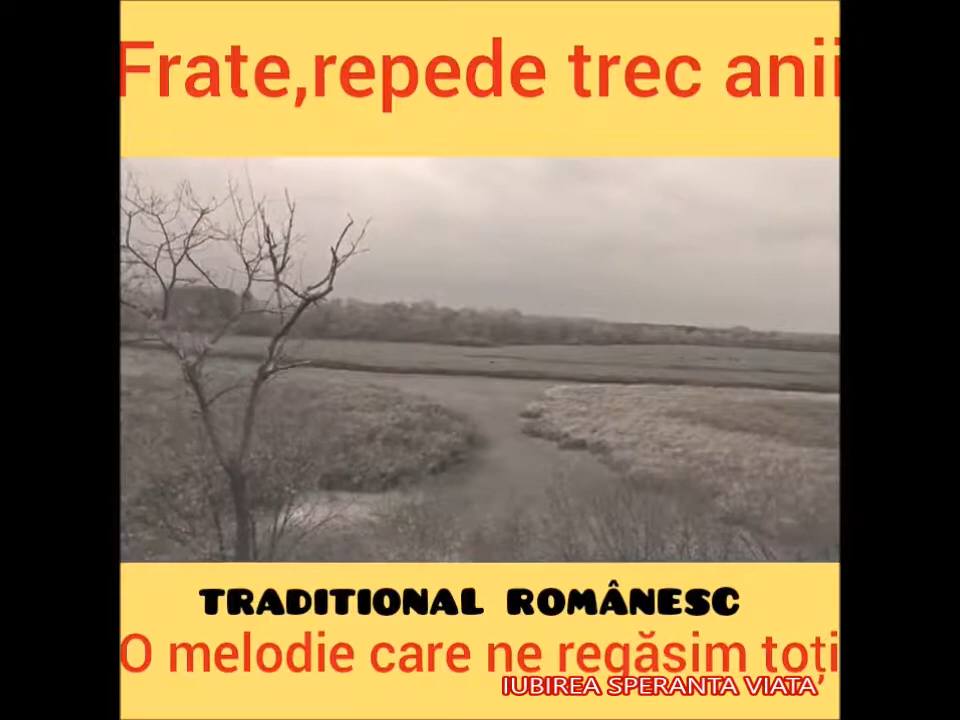 Frate,repede trec anii
TRADITIONAL ROMÂNESC
O melodie care ne regăsim toți
IUBIREA SPERANTA VIATA